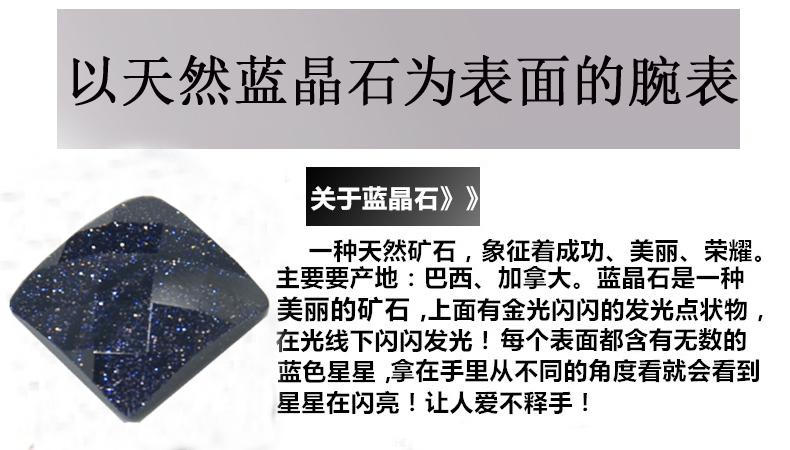 以天然蓝晶石为表面的腕表
关于蓝晶石》》
一种天然矿石，象征着成功、美丽、荣耀。
主要要产地：巴西、加拿大。蓝晶石是一种
美丽的矿石，上面有金光闪闪的发光点状物，
在光线下闪闪发光！每个表面都含有无数的
蓝色星星，拿在手里从不同的角度看就会看到
星星在闪亮！让人爱不释手！